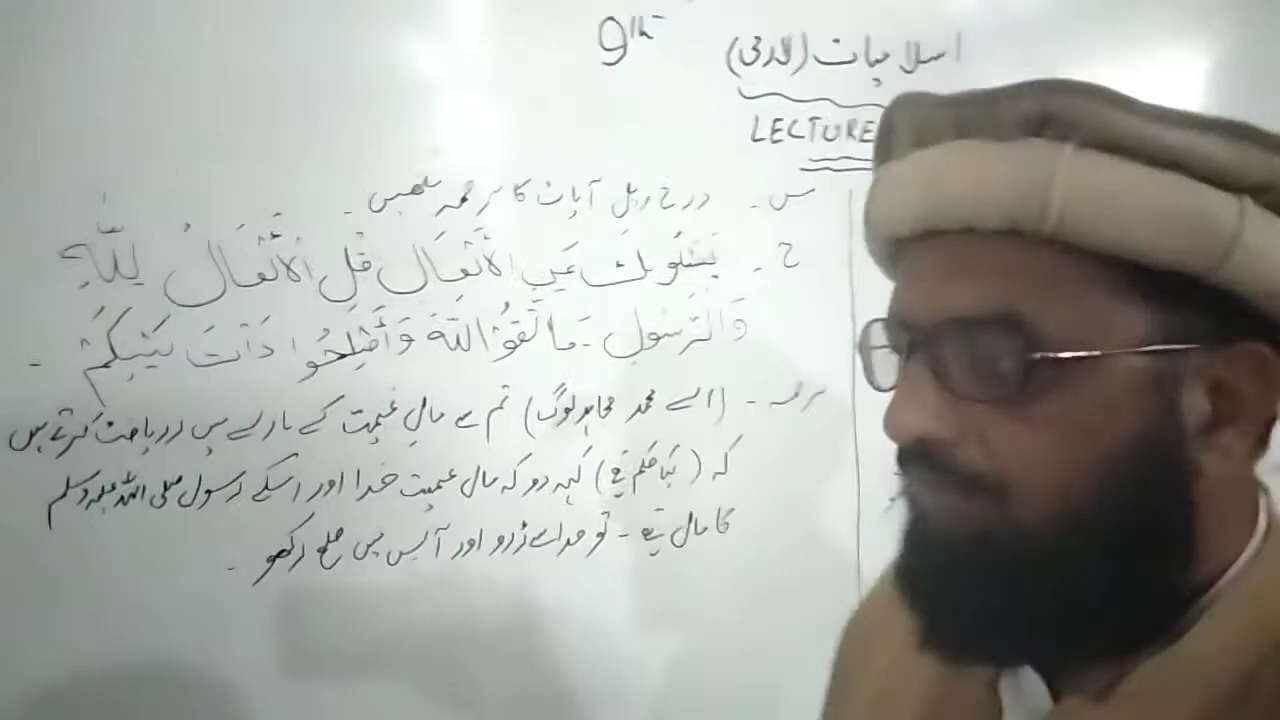 9th
اسلامیات (لازمی)
LECTURE
س۔ درج ذیل آیات کا ترجمہ لکھیں۔
ج۔ يَسْئَلُونَكَ عَنِ الْأَنْفَالِ قُلِ الْأَنْفَالُ لِلّٰهِ
وَالرَّسُولِ ۔ فَاتَّقُوْا اللَّهَ وَأَصْلِحُوا ذَاتَ بَيْنِكُمْ ۔
ترجمہ ۔ (اے محمد مجاہد لوگ) تم سے مالِ غنیمت کے بارے میں دریافت کرتے ہیں
کہ (کیا حکم ہے) کہہ دو کہ مال غنیمت خدا اور اسکے رسول صلی اللہ علیہ وسلم
کا مال ہے ۔ تو خدا سے ڈرو اور آپس میں صلح رکھو ۔